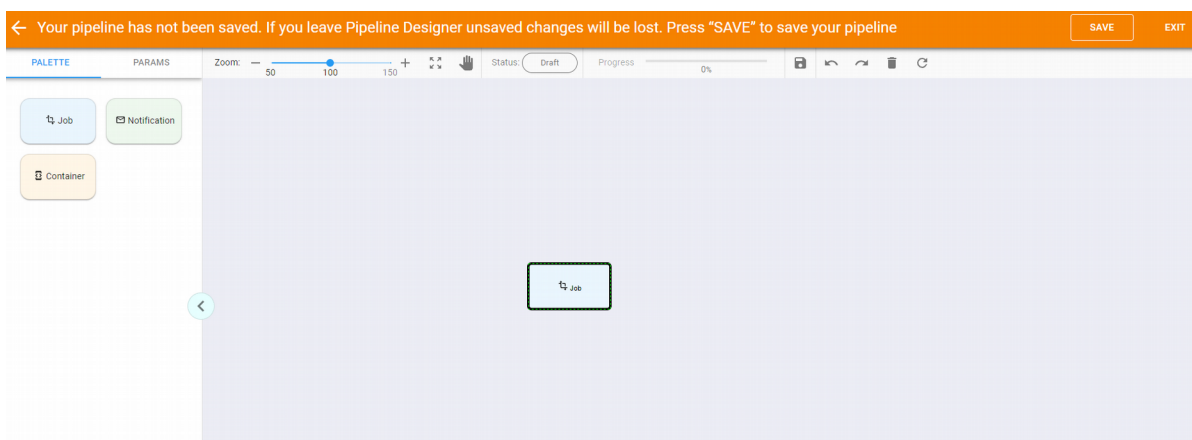 Your pipeline has not been saved. If you leave Pipeline Designer unsaved changes will be lost. Press “SAVE” to save your pipeline SAVE EXIT
PALETTE PARAMS Zoom: 50 100 150 Status: Draft Progress 0%
Job Notification
Container
Job